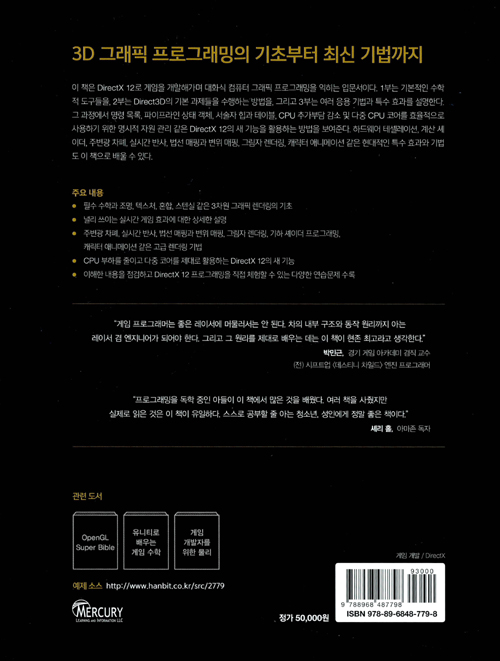 3D 그래픽 프로그래밍의 기초부터 최신 기법까지
이 책은 DirectX 12로 게임을 개발해가며 대화식 컴퓨터 그래픽 프로그래밍을 익히는 입문서이다. 1부는 기본적인 수학
적 도구들을, 2부는 Direct3D의 기본 과제들을 수행하는 방법을, 그리고 3부는 여러 응용 기법과 특수 효과를 설명한다.
그 과정에서 명령 목록, 파이프라인 상태 객체, 서술자 힙과 테이블, CPU 추가부담 감소 및 다중 CPU 코어를 효율적으로
사용하기 위한 명시적 자원 관리 같은 DirectX 12의 새 기능을 활용하는 방법을 보여준다. 하드웨어 테셀레이션, 계산 셰
이더, 주변광 차폐, 실시간 반사, 법선 매핑과 변위 매핑, 그림자 렌더링, 캐릭터 애니메이션 같은 현대적인 특수 효과와 기법
도 이 책으로 배울 수 있다.
주요 내용
● 필수 수학과 조명, 텍스처, 혼합, 스텐실 같은 3차원 그래픽 렌더링의 기초
● 널리 쓰이는 실시간 게임 효과에 대한 상세한 설명
● 주변광 차폐, 실시간 반사, 법선 매핑과 변위 매핑, 그림자 렌더링, 기하 셰이더 프로그래밍,
캐릭터 애니메이션 같은 고급 렌더링 기법
● CPU 부하를 줄이고 다중 코어를 제대로 활용하는 DirectX 12의 새 기능
● 이해한 내용을 점검하고 DirectX 12 프로그래밍을 직접 체험할 수 있는 다양한 연습문제 수록
“게임 프로그래머는 좋은 레이서에 머물러서는 안 된다. 차의 내부 구조와 동작 원리까지 아는
레이서 겸 엔지니어가 되어야 한다. 그리고 그 원리를 제대로 배우는 데는 이 책이 현존 최고라고 생각한다.”
박민근, 경기 게임 아카데미 겸직 교수
(전) 시프트업 〈데스티니 차일드〉 엔진 프로그래머
“프로그래밍을 독학 중인 아들이 이 책에서 많은 것을 배웠다. 여러 책을 사줬지만
실제로 읽은 것은 이 책이 유일하다. 스스로 공부할 줄 아는 청소년, 성인에게 정말 좋은 책이다.”
셰리 홀, 아마존 독자
관련 도서
OpenGL
Super Bible
유니티로
배우는
게임 수학
게임
개발자를
위한 물리
게임 개발 / DirectX
예제 소스 http://www.hanbit.co.kr/src/2779
MERCURY
LEARNING AND INFORMATION LLC
정가 50,000원
93000
9 788968 487798
ISBN 978-89-6848-779-8